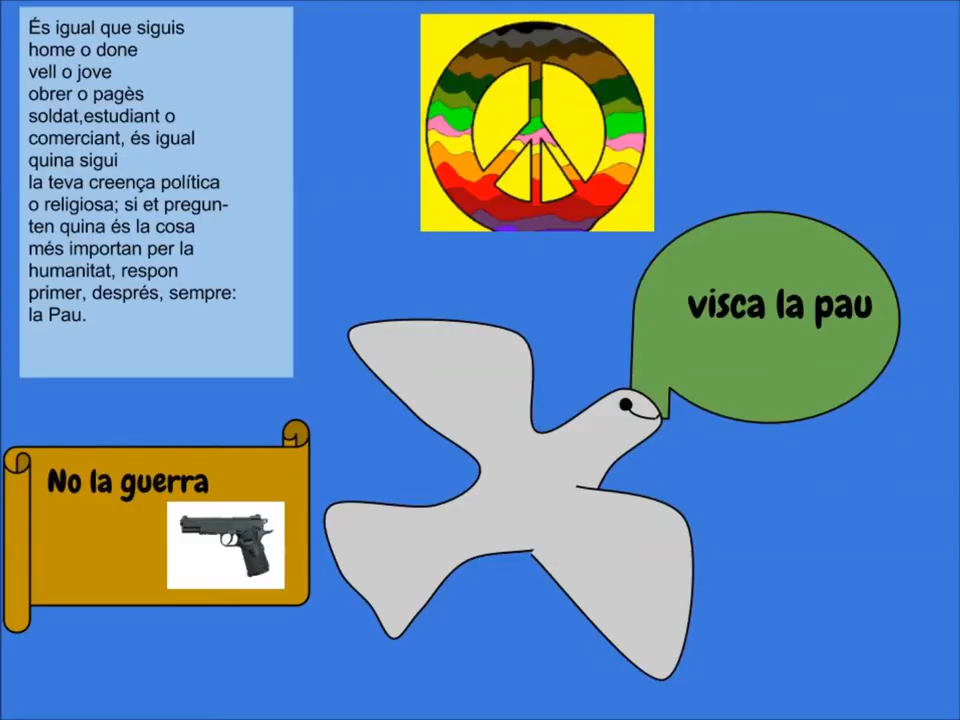 És igual que siguis
home o done
vell o jove
obrer o pagès
soldat,estudiant o
comerciant, és igual
quina sigui
la teva creença política
o religiosa; si et pregun-
ten quina és la cosa
més importan per la
humanitat, respon
primer, després, sempre:
la Pau.
visca la pau
No la guerra